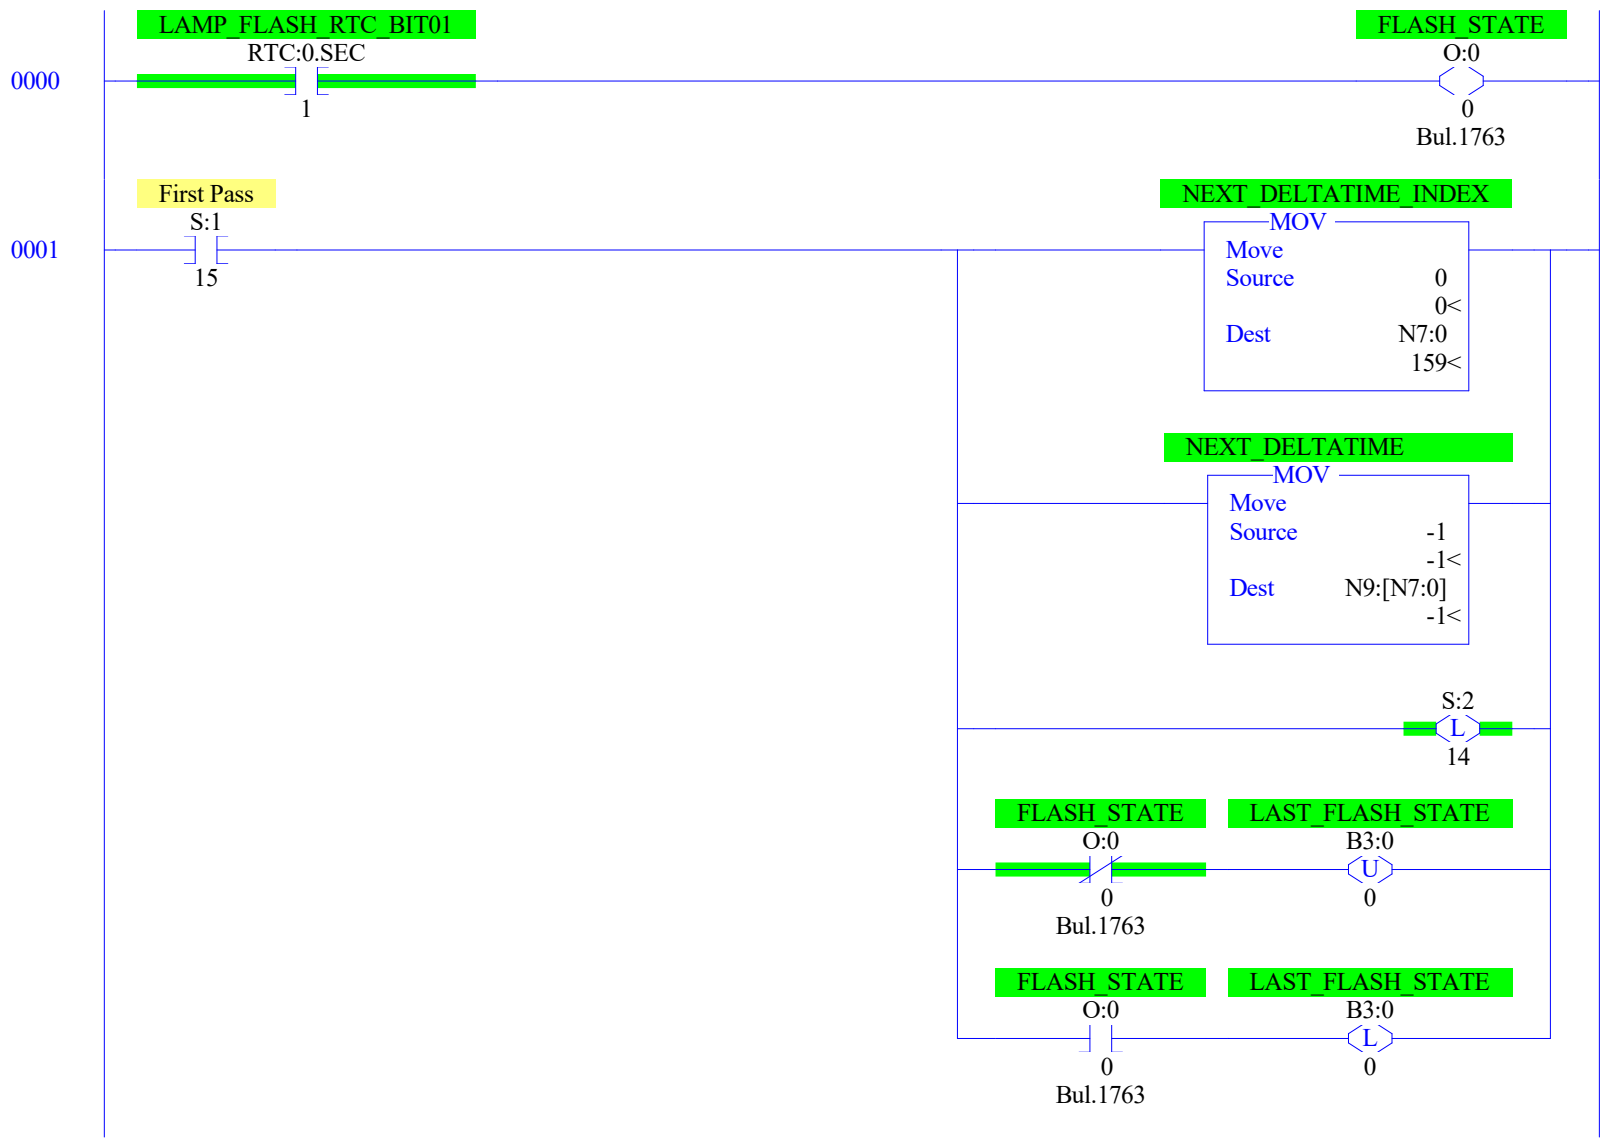 LAMP_FLASH_RTC_BIT01
RTC:0.SEC
1
FLASH_STATE
O:0
0
Bul.1763
0000
First Pass
S:1
15
0001
NEXT_DELTATIME_INDEX
MOV
Move
Source 0
0<
Dest N7:0
159<
NEXT_DELTATIME
MOV
Move
Source -1
-1<
Dest N9:[N7:0]
-1<
S:2
L
14
FLASH_STATE
O:0
0
Bul.1763
LAST_FLASH_STATE
B3:0
U
0
FLASH_STATE
O:0
0
Bul.1763
LAST_FLASH_STATE
B3:0
L
0